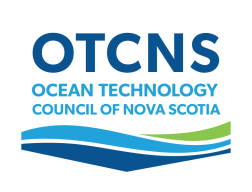 OTCNS
OCEAN TECHNOLOGY
COUNCIL OF NOVA SCOTIA